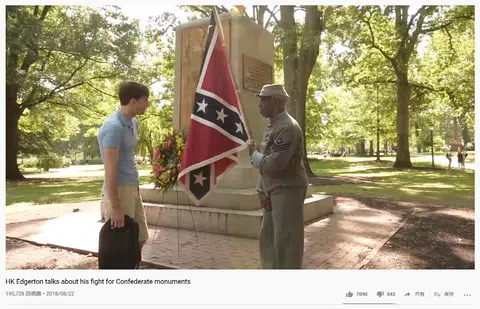 HK Edgerton talks about his fight for Confederate monuments
195,728 回視聴・2018/08/22
7090
542
共有
保存